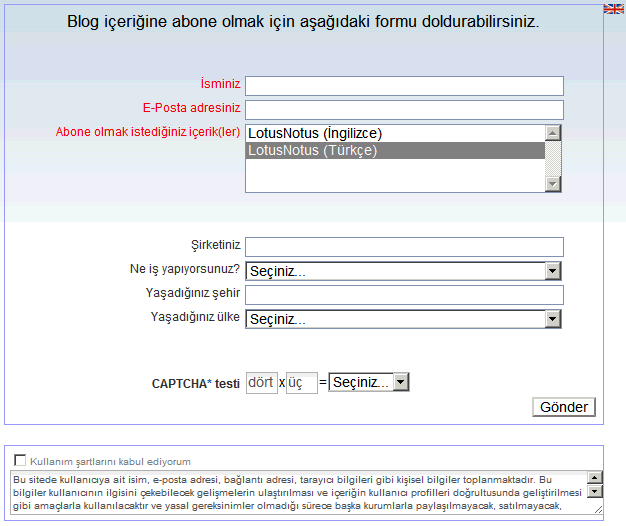 Blog içeriğine abone olmak için aşağıdaki formu doldurabilirsiniz.
İsminiz
E-Posta adresiniz
Abone olmak istediğiniz içerik(ler)
LotusNotus (İngilizce)
LotusNotus (Türkçe)
Şirketiniz
Ne iş yapıyorsunuz? Seçiniz...
Yaşadığınız şehir
Yaşadığınız ülke Seçiniz...
CAPTCHA* testi dört x üç = Seçiniz...
Gönder
Kullanım şartlarını kabul ediyorum
Bu sitede kullanıcıya ait isim, e-posta adresi, bağlantı adresi, tarayıcı bilgileri gibi kişisel bilgiler toplanmaktadır. Bu
bilgiler kullanıcının ilgisini çekebilecek gelişmelerin ulaştırılması ve içeriğin kullanıcı profilleri doğrultusunda geliştirilmesi
gibi amaçlarla kullanılacaktır ve yasal gereksinimler olmadığı sürece başka kurumlarla paylaşılmayacak, satılmayacak,